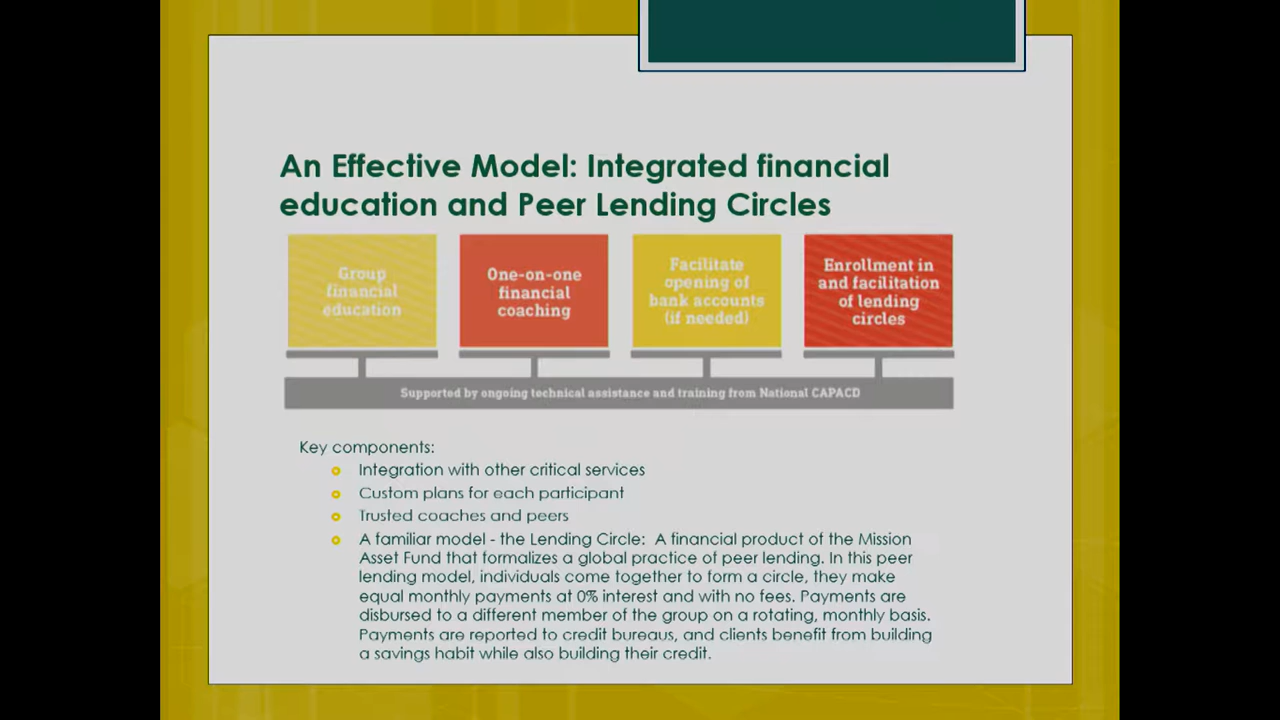 An Effective Model: Integrated financial
education and Peer Lending Circles
Group
financial
education
One-on-one
financial
coaching
Facilitate
opening of
bank accounts
(if needed)
Enrollment in
and facilitation
of lending
circles
Supported by ongoing technical assistance and training from National CAPACD
Key components:
Integration with other critical services
Custom plans for each participant
Trusted coaches and peers
A familiar model - the Lending Circle: A financial product of the Mission
Asset Fund that formalizes a global practice of peer lending. In this peer
lending model, individuals come together to form a circle, they make
equal monthly payments at 0% interest and with no fees. Payments are
disbursed to a different member of the group on a rotating, monthly basis.
Payments are reported to credit bureaus, and clients benefit from building
a savings habit while also building their credit.